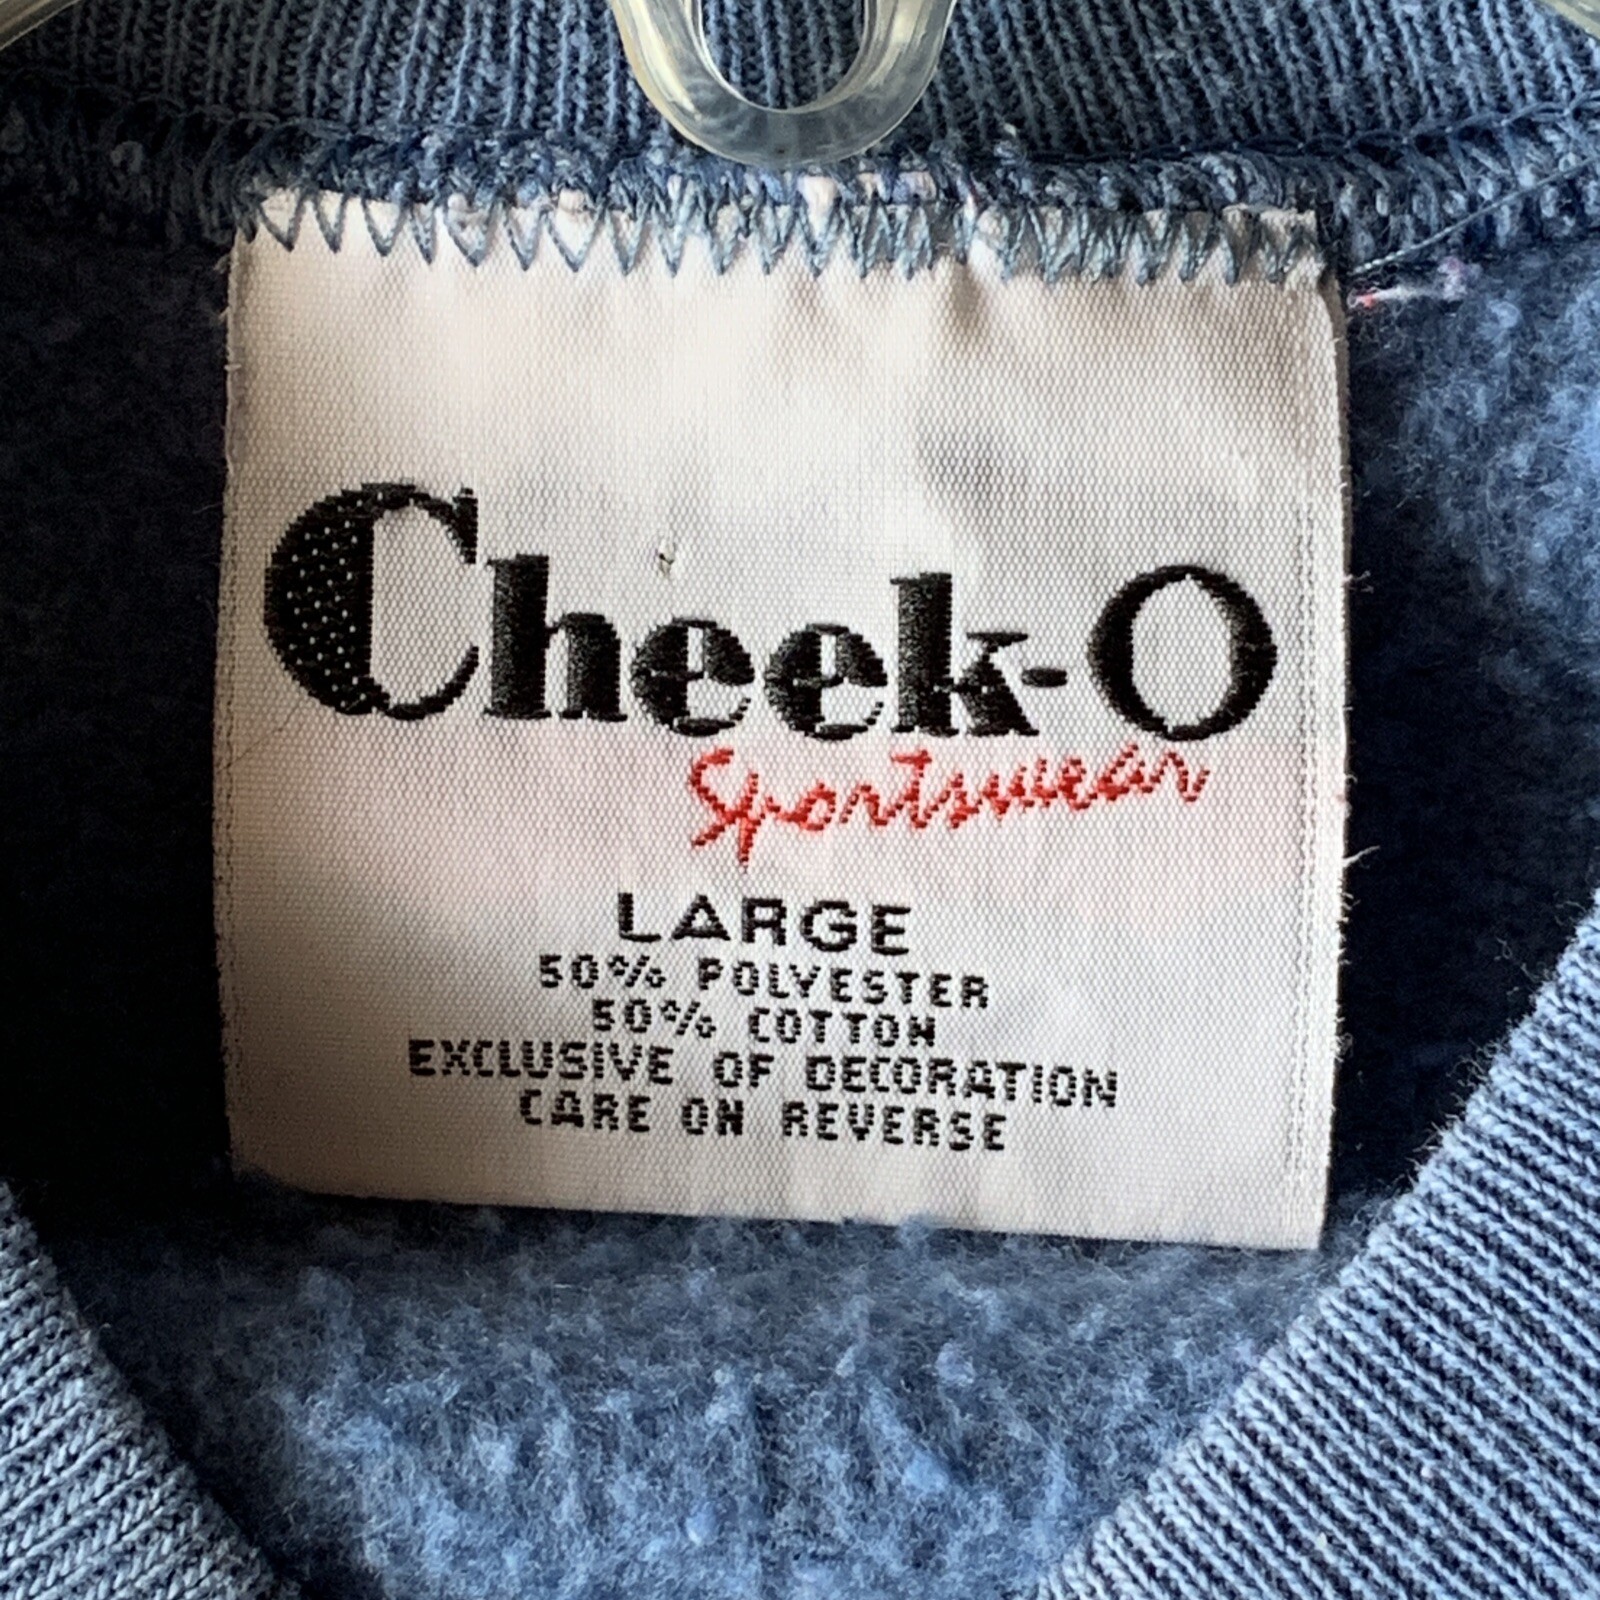 Cheek-O
Sportswear
LARGE
50% POLYESTER
50% COTTON
EXCLUSIVE OF DECORATION
CARE ON REVERSE